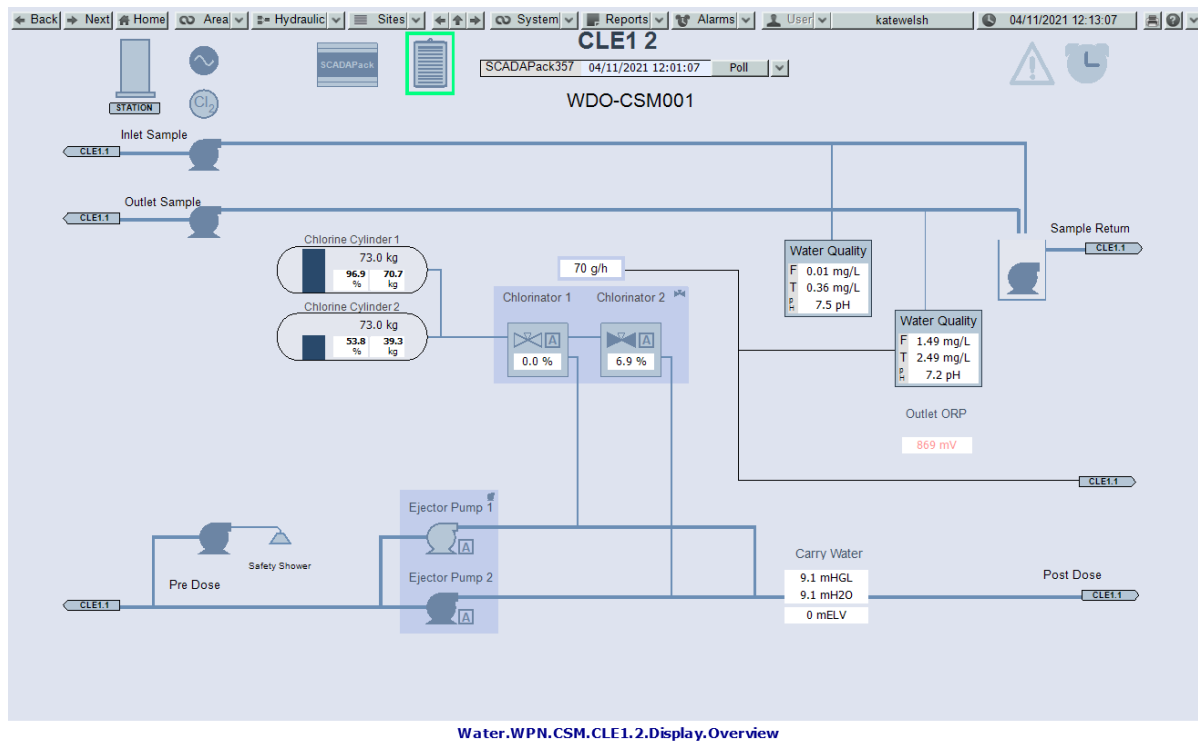 Back Next Home Area Hydraulic Sites System Reports Alarms User katewelsh 04/11/2021 12:13:07
CLE1 2
SCADAPack
SCADAPack357 04/11/2021 12:01:07 Poll
STATION
Cl2
WDO-CSM001
Inlet Sample
CLE1.1
Outlet Sample
CLE1.1
Sample Return
CLE1.1
Chlorine Cylinder 1
73.0 kg
96.9 70.7
% kg
Chlorine Cylinder 2
73.0 kg
53.8 39.3
% kg
70 g/h
Chlorinator 1 Chlorinator 2
A A
0.0 % 6.9 %
Water Quality
F 0.01 mg/L
T 0.36 mg/L
pH 7.5 pH
Water Quality
F 1.49 mg/L
T 2.49 mg/L
pH 7.2 pH
Outlet ORP
869 mV
CLE1.1
Ejector Pump 1
A
Ejector Pump 2
A
Safety Shower
Pre Dose
CLE1.1
Carry Water
9.1 mHGL
9.1 mH2O
0 mELV
Post Dose
CLE1.1
Water.WPN.CSM.CLE1.2.Display.Overview